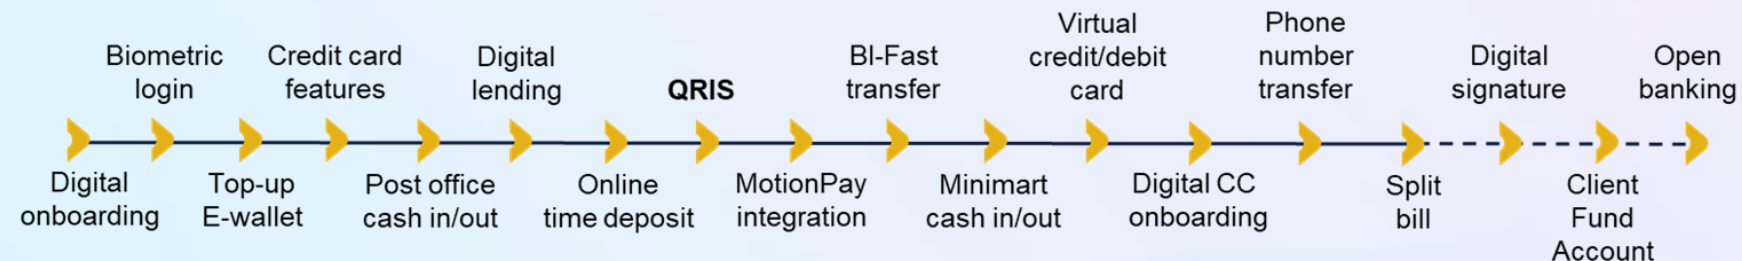 Digital
onboarding
Biometric
login
Top-up
E-wallet
Credit card
features
Post office
cash in/out
Digital
lending
Online
time deposit
QRIS
MotionPay
integration
BI-Fast
transfer
Minimart
cash in/out
Virtual
credit/debit
card
Digital CC
onboarding
Phone
number
transfer
Split
bill
Digital
signature
Client
Fund
Account
Open
banking